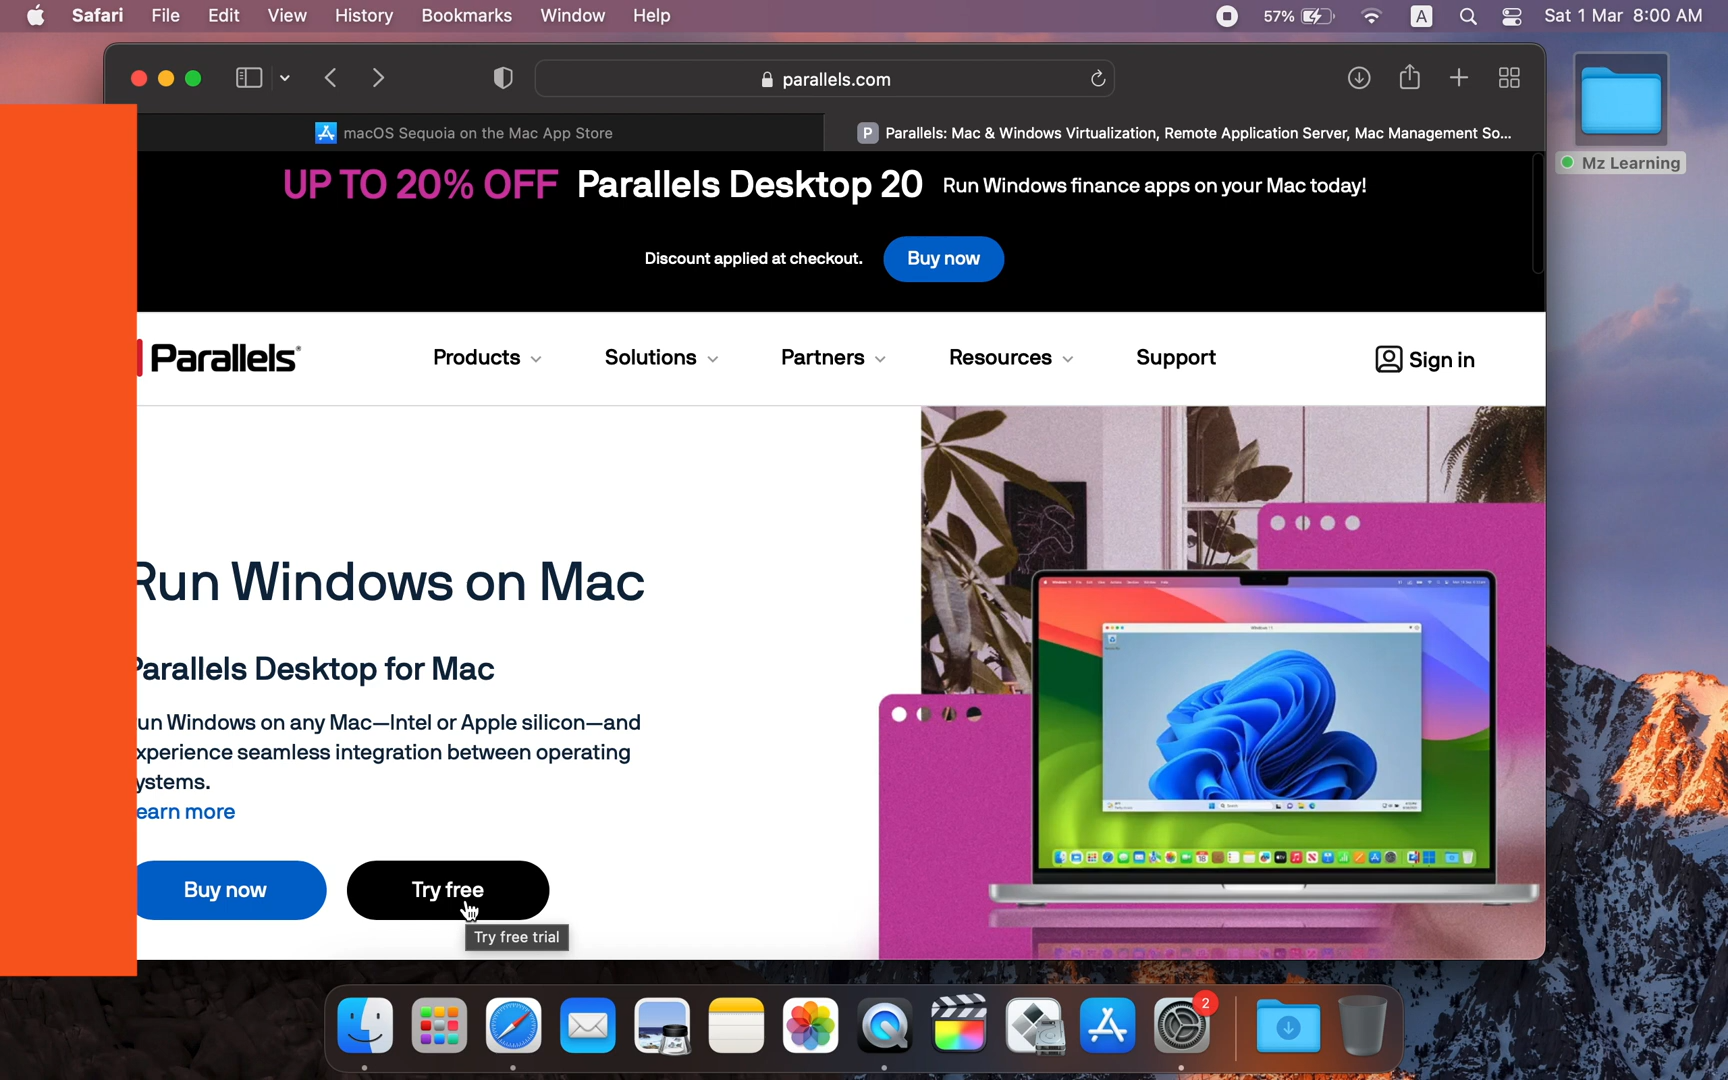 Safari File Edit View History Bookmarks Window Help 57% A Sat 1 Mar 8:00 AM
parallels.com
macOS Sequoia on the Mac App Store
P Parallels: Mac & Windows Virtualization, Remote Application Server, Mac Management So...
Mz Learning
UP TO 20% OFF Parallels Desktop 20 Run Windows finance apps on your Mac today!
Discount applied at checkout. Buy now
Parallels®
Products Solutions Partners Resources Support Sign in
Run Windows on Mac
Parallels Desktop for Mac
un Windows on any Mac—Intel or Apple silicon—and
xperience seamless integration between operating
ystems.
earn more
Buy now Try free
Try free trial
2